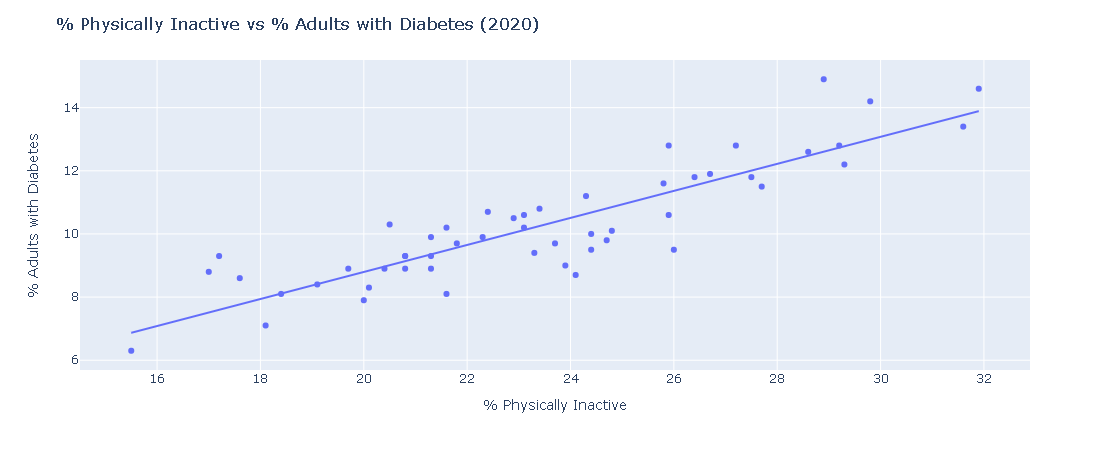 % Physically Inactive vs % Adults with Diabetes (2020)
% Adults with Diabetes
14
12
10
8
6
16 18 20 22 24 26 28 30 32
% Physically Inactive